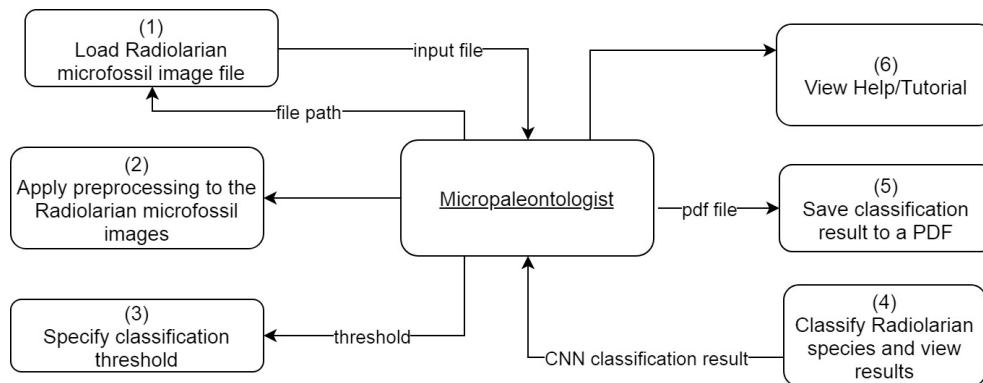 (1)
Load Radiolarian
microfossil image file
input file
file path
(6)
View Help/Tutorial
(2)
Apply preprocessing to the
Radiolarian microfossil
images
Micropaleontologist
pdf file
(5)
Save classification
result to a PDF
(3)
Specify classification
threshold
threshold
CNN classification result
(4)
Classify Radiolarian
species and view
results